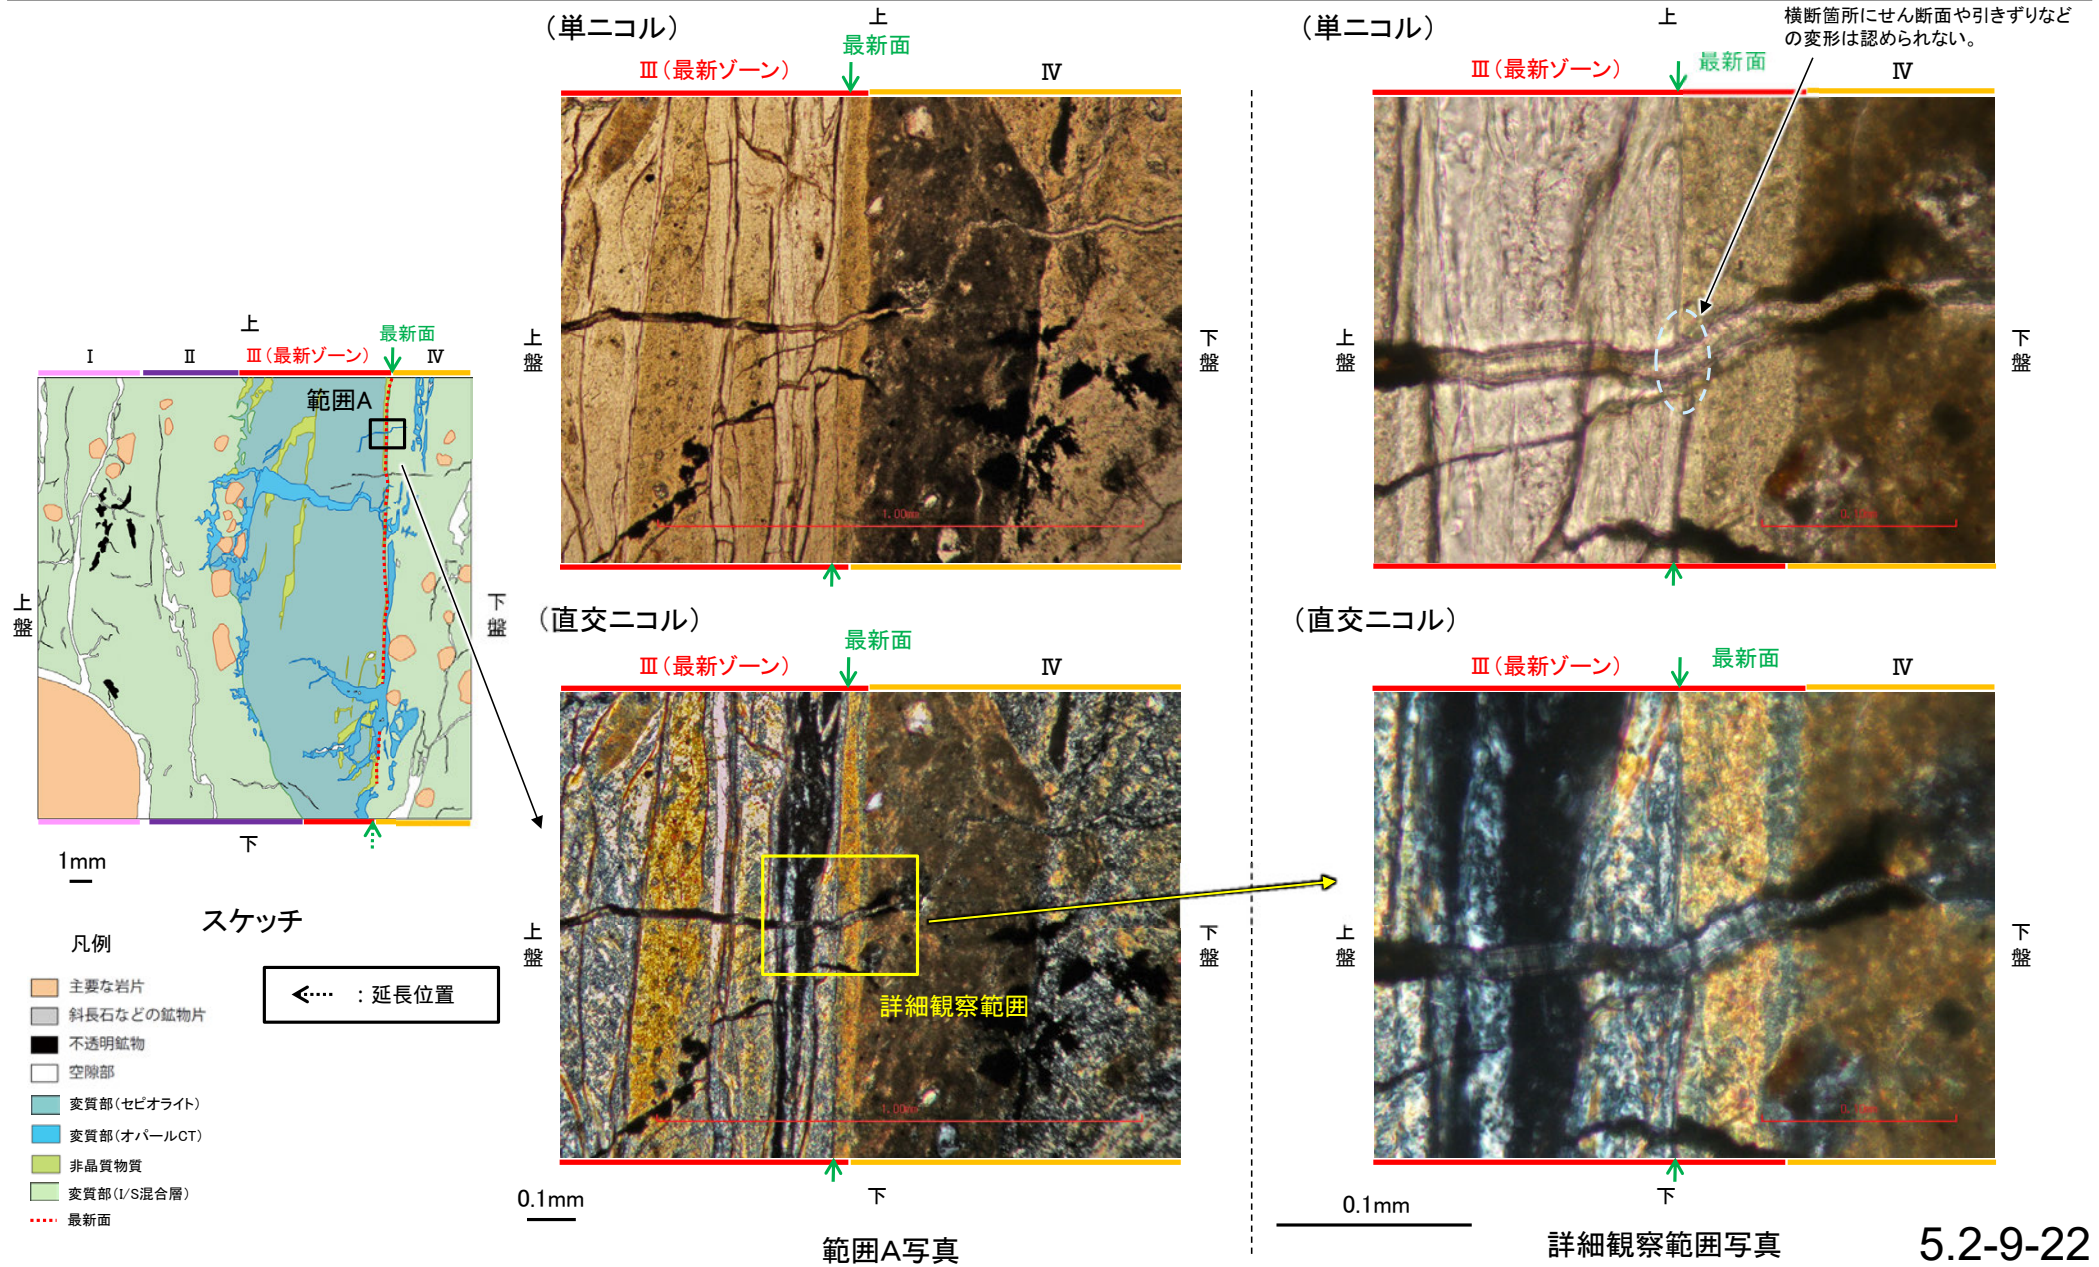 上
最新面
Ⅰ
Ⅱ
Ⅲ(最新ゾーン)
Ⅳ
範囲A
上盤
下盤
下
1mm
スケッチ
凡例
主要な岩片
斜長石などの鉱物片
不透明鉱物
空隙部
変質部(セピオライト)
変質部(オパールCT)
非晶質物質
変質部(I/S混合層)
最新面
:延長位置
(単ニコル)
上
最新面
Ⅲ(最新ゾーン)
Ⅳ
上盤
下盤
1.00mm
(直交ニコル)
最新面
Ⅲ(最新ゾーン)
Ⅳ
上盤
下盤
詳細観察範囲
1.00mm
下
0.1mm
範囲A写真
(単ニコル)
上
横断箇所にせん断面や引きずりなど
の変形は認められない。
最新面
Ⅲ(最新ゾーン)
Ⅳ
上盤
下盤
0.10mm
(直交ニコル)
最新面
Ⅲ(最新ゾーン)
Ⅳ
上盤
下盤
0.10mm
下
0.1mm
詳細観察範囲写真
5.2-9-22